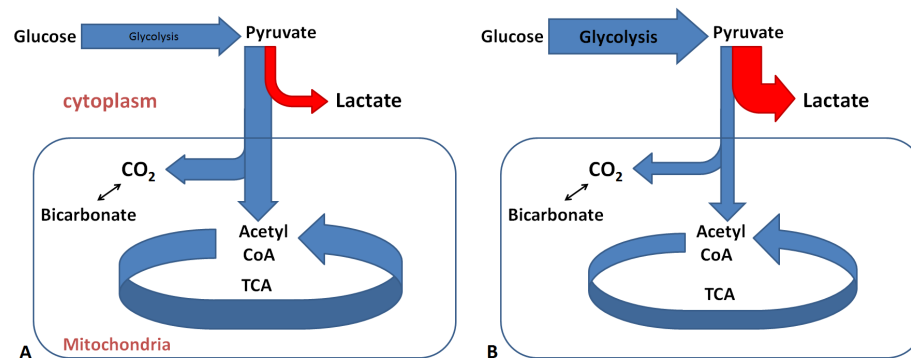 Glucose
Glycolysis
Pyruvate
cytoplasm
Lactate
CO2
Bicarbonate
Acetyl
CoA
TCA
Mitochondria
A
Glucose
Glycolysis
Pyruvate
Lactate
CO2
Bicarbonate
Acetyl
CoA
TCA
B